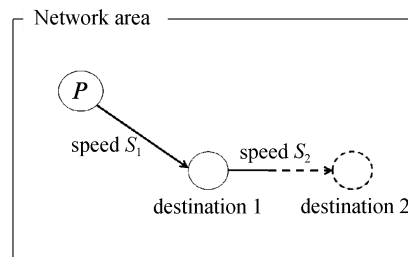 Network area
P
speed S₁
speed S₂
destination 1
destination 2